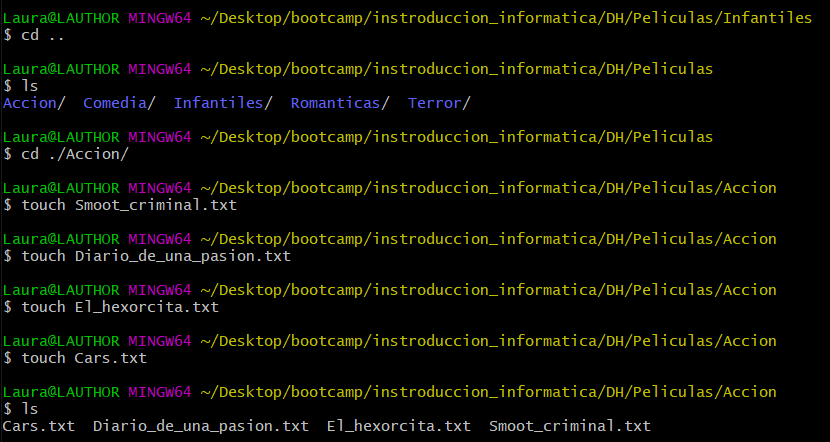 Laura@LAUTHOR MINGW64 ~/Desktop/bootcamp/instroduccion_informatica/DH/Peliculas/Infantiles
$ cd ..
Laura@LAUTHOR MINGW64 ~/Desktop/bootcamp/instroduccion_informatica/DH/Peliculas
$ ls
Accion/  Comedia/  Infantiles/  Romanticas/  Terror/
Laura@LAUTHOR MINGW64 ~/Desktop/bootcamp/instroduccion_informatica/DH/Peliculas
$ cd ./Accion/
Laura@LAUTHOR MINGW64 ~/Desktop/bootcamp/instroduccion_informatica/DH/Peliculas/Accion
$ touch Smoot_criminal.txt
Laura@LAUTHOR MINGW64 ~/Desktop/bootcamp/instroduccion_informatica/DH/Peliculas/Accion
$ touch Diario_de_una_pasion.txt
Laura@LAUTHOR MINGW64 ~/Desktop/bootcamp/instroduccion_informatica/DH/Peliculas/Accion
$ touch El_hexorcita.txt
Laura@LAUTHOR MINGW64 ~/Desktop/bootcamp/instroduccion_informatica/DH/Peliculas/Accion
$ touch Cars.txt
Laura@LAUTHOR MINGW64 ~/Desktop/bootcamp/instroduccion_informatica/DH/Peliculas/Accion
$ ls
Cars.txt  Diario_de_una_pasion.txt  El_hexorcita.txt  Smoot_criminal.txt